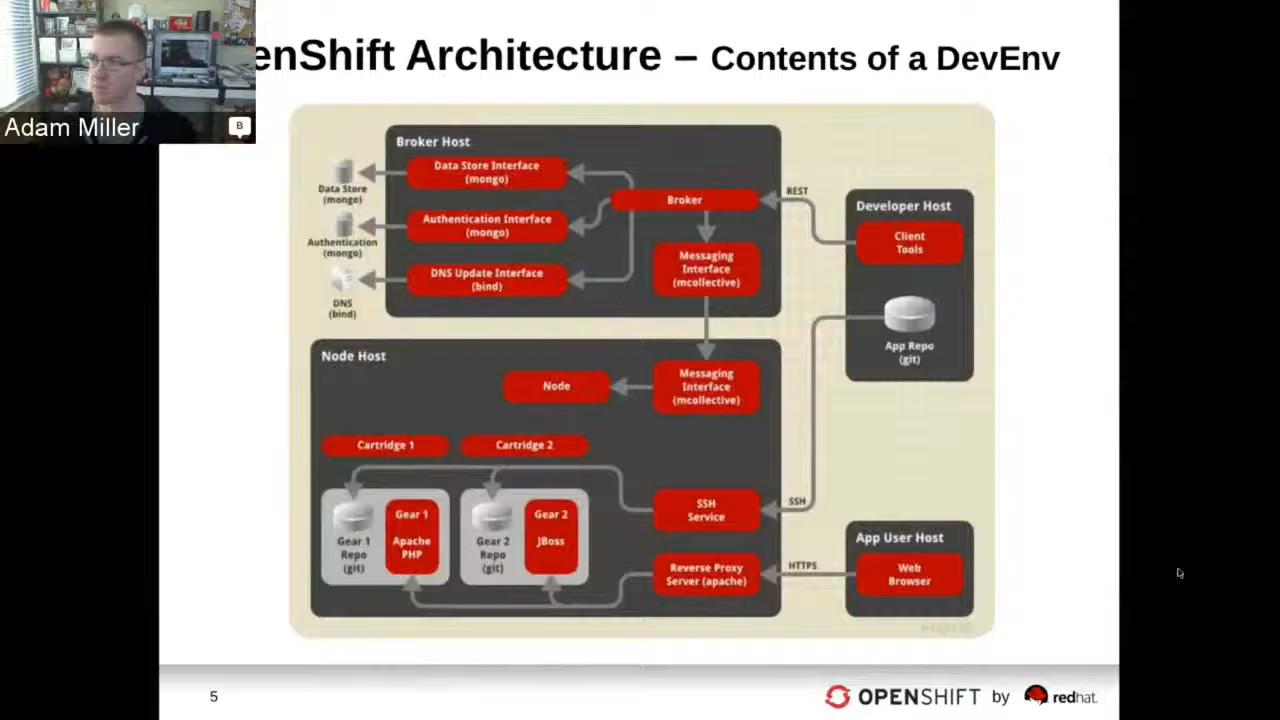 enShift Architecture – Contents of a DevEnv
Adam Miller
B
Broker Host
Data Store Interface
(mongo)
Data Store
(mongo)
Broker
REST
Developer Host
Authentication Interface
(mongo)
Client
Tools
Authentication
(mongo)
Messaging
Interface
(mcollective)
DNS Update Interface
(bind)
DNS
(bind)
App Repo
(git)
Node Host
Messaging
Interface
(mcollective)
Node
Cartridge 1
Cartridge 2
SSH
Service
SSH
Gear 1
Repo
(git)
Gear 1
Apache
PHP
Gear 2
Repo
(git)
Gear 2
JBoss
App User Host
Reverse Proxy
Server (apache)
HTTPS
Web
Browser
5
OPENSHIFT by redhat.